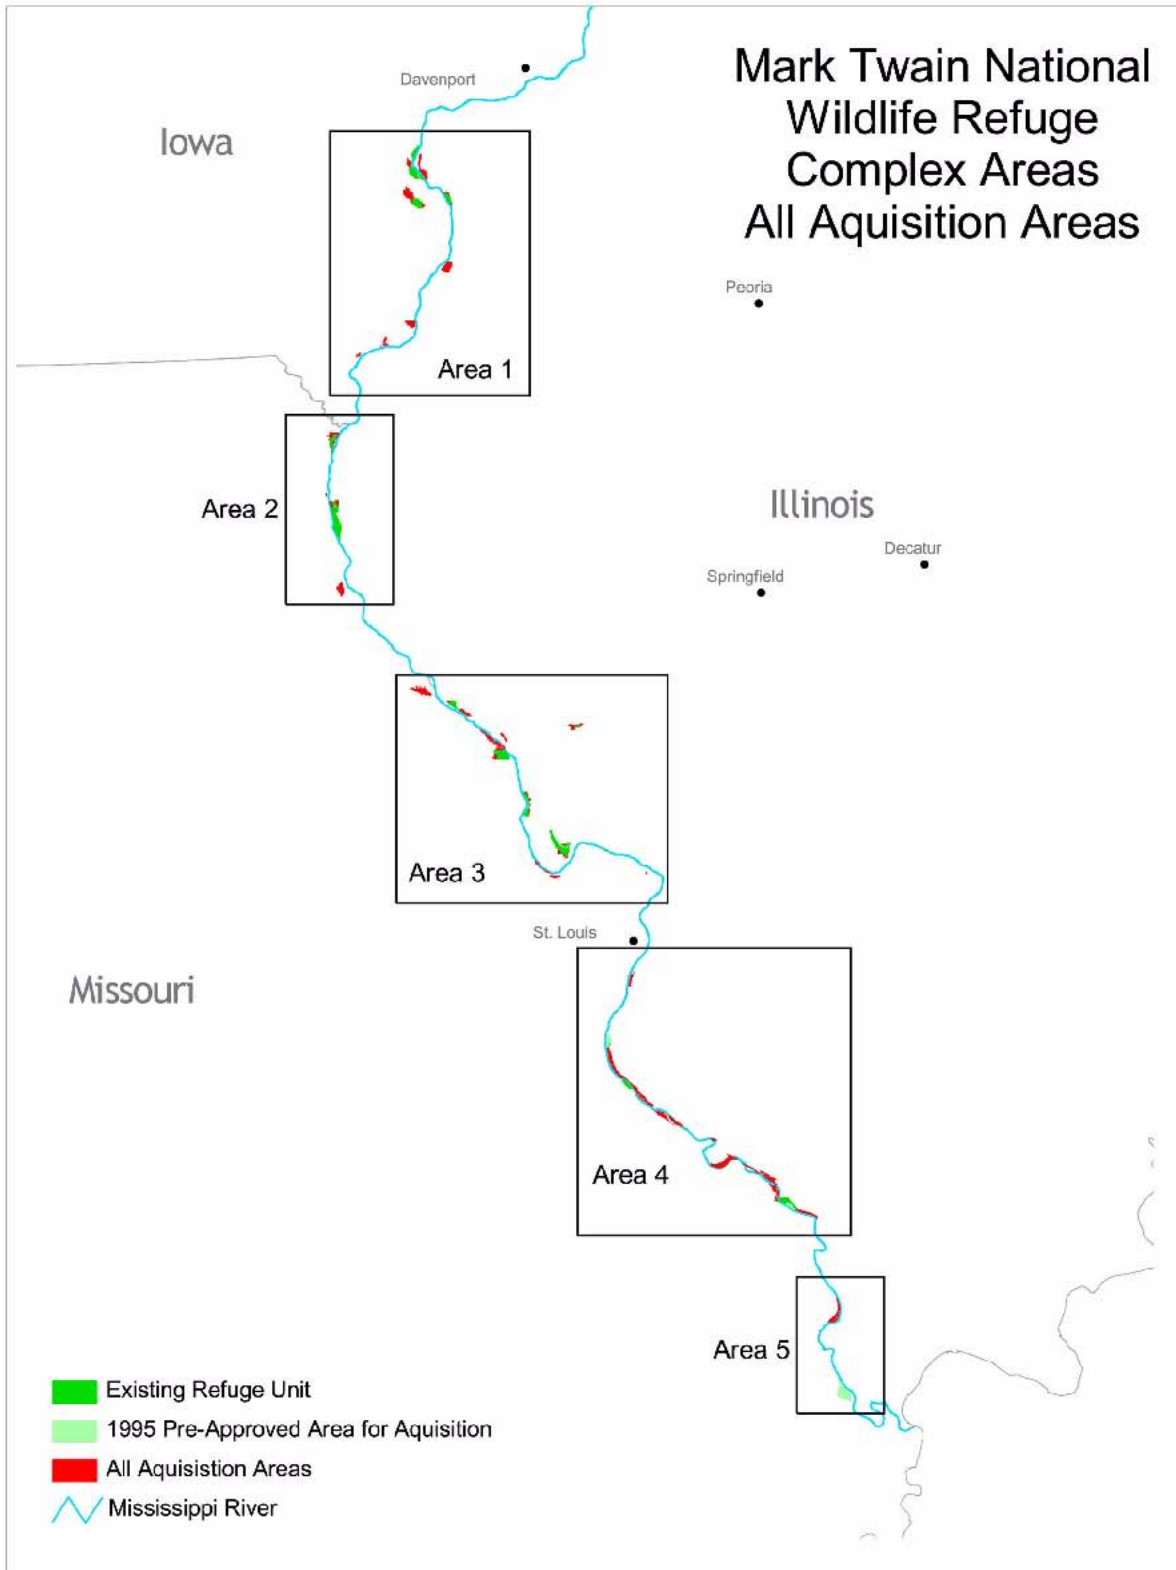 Mark Twain National
Wildlife Refuge
Complex Areas
All Aquisition Areas
Davenport
Iowa
Peoria
Area 1
Area 2
Illinois
Decatur
Springfield
Area 3
St. Louis
Missouri
Area 4
Area 5
Existing Refuge Unit
1995 Pre-Approved Area for Aquisition
All Aquisistion Areas
Mississippi River